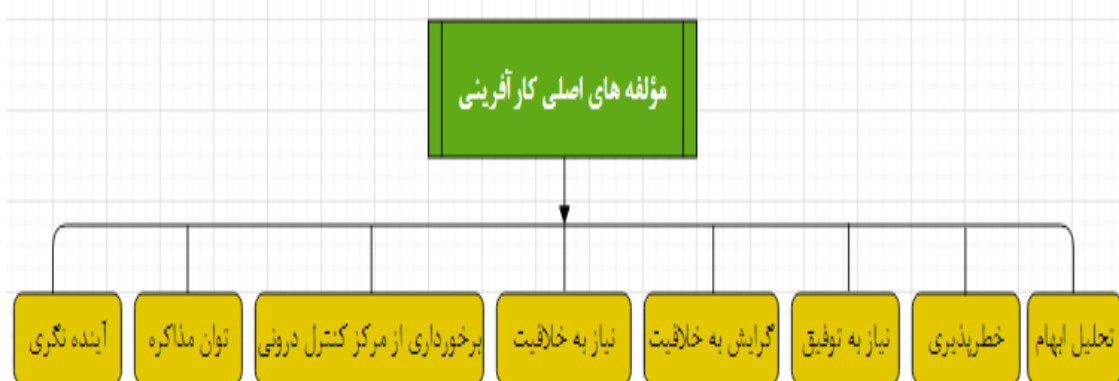 مؤلفه های اصلی کارآفرینی
تحلیل ابهام
خطرپذیری
نیاز به توفیق
گرایش به خلاقیت
نیاز به خلاقیت
برخورداری از مرکز کنترل درونی
توان مذاکره
آینده نگری